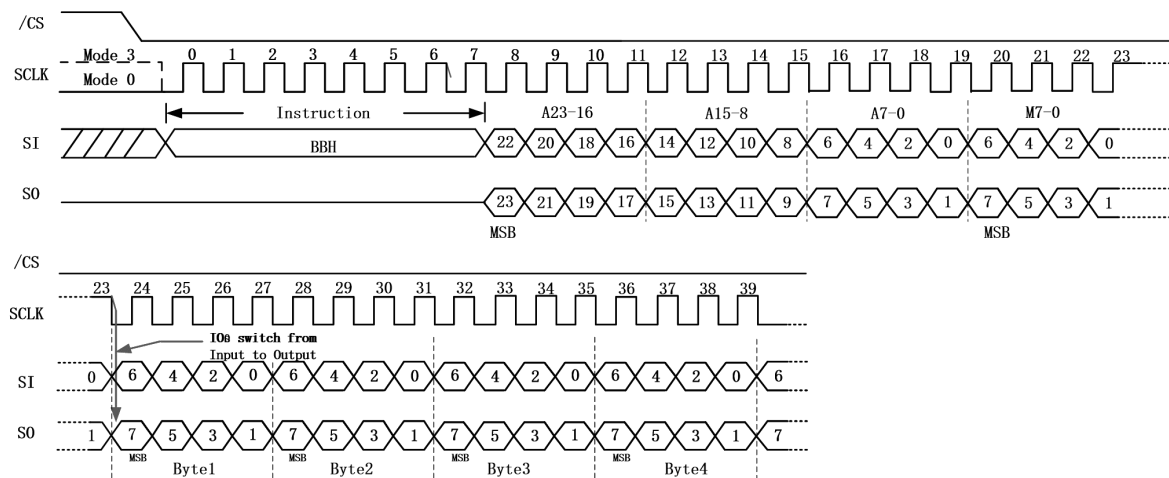 /CS
Mode 3 0 1 2 3 4 5 6 7 8 9 10 11 12 13 14 15 16 17 18 19 20 21 22 23
SCLK
Mode 0
Instruction A23-16 A15-8 A7-0 M7-0
SI BBH 22 20 18 16 14 12 10 8 6 4 2 0 6 4 2 0
SO 23 21 19 17 15 13 11 9 7 5 3 1 7 5 3 1
MSB MSB
/CS
23 24 25 26 27 28 29 30 31 32 33 34 35 36 37 38 39
SCLK
IOs switch from
Input to Output
SI 0 6 4 2 0 6 4 2 0 6 4 2 0 6 4 2 0 6
SO 1 7 5 3 1 7 5 3 1 7 5 3 1 7 5 3 1 7
MSB MSB MSB MSB
Byte1 Byte2 Byte3 Byte4